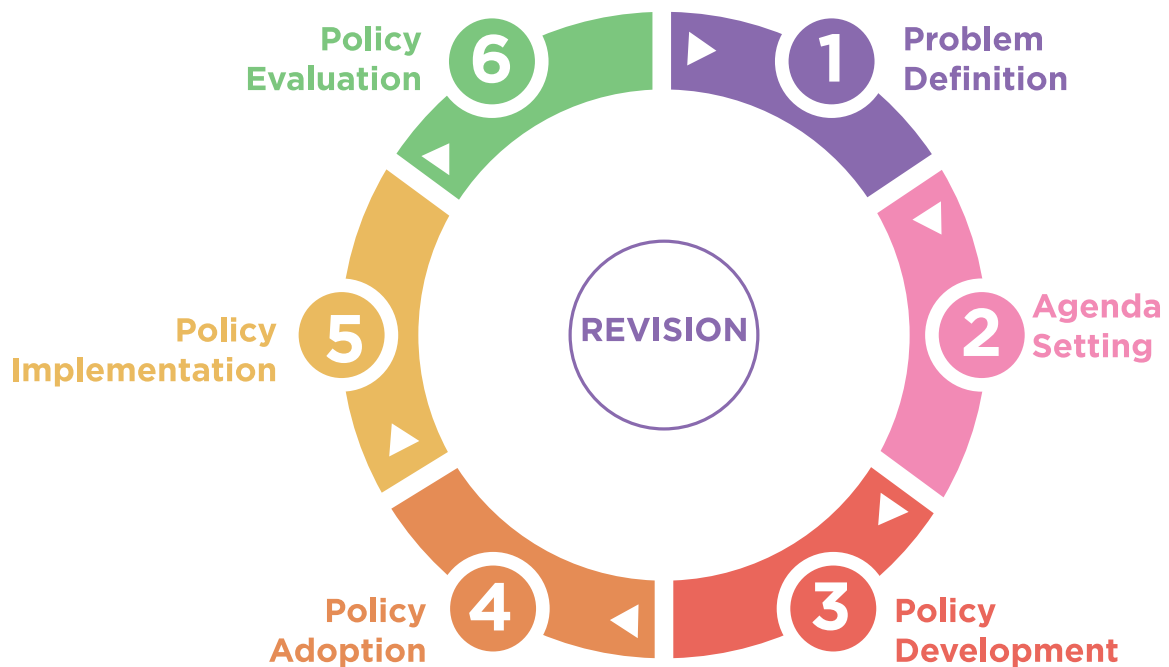 1
Problem
Definition
2
Agenda
Setting
3
Policy
Development
4
Policy
Adoption
5
Policy
Implementation
6
Policy
Evaluation
REVISION